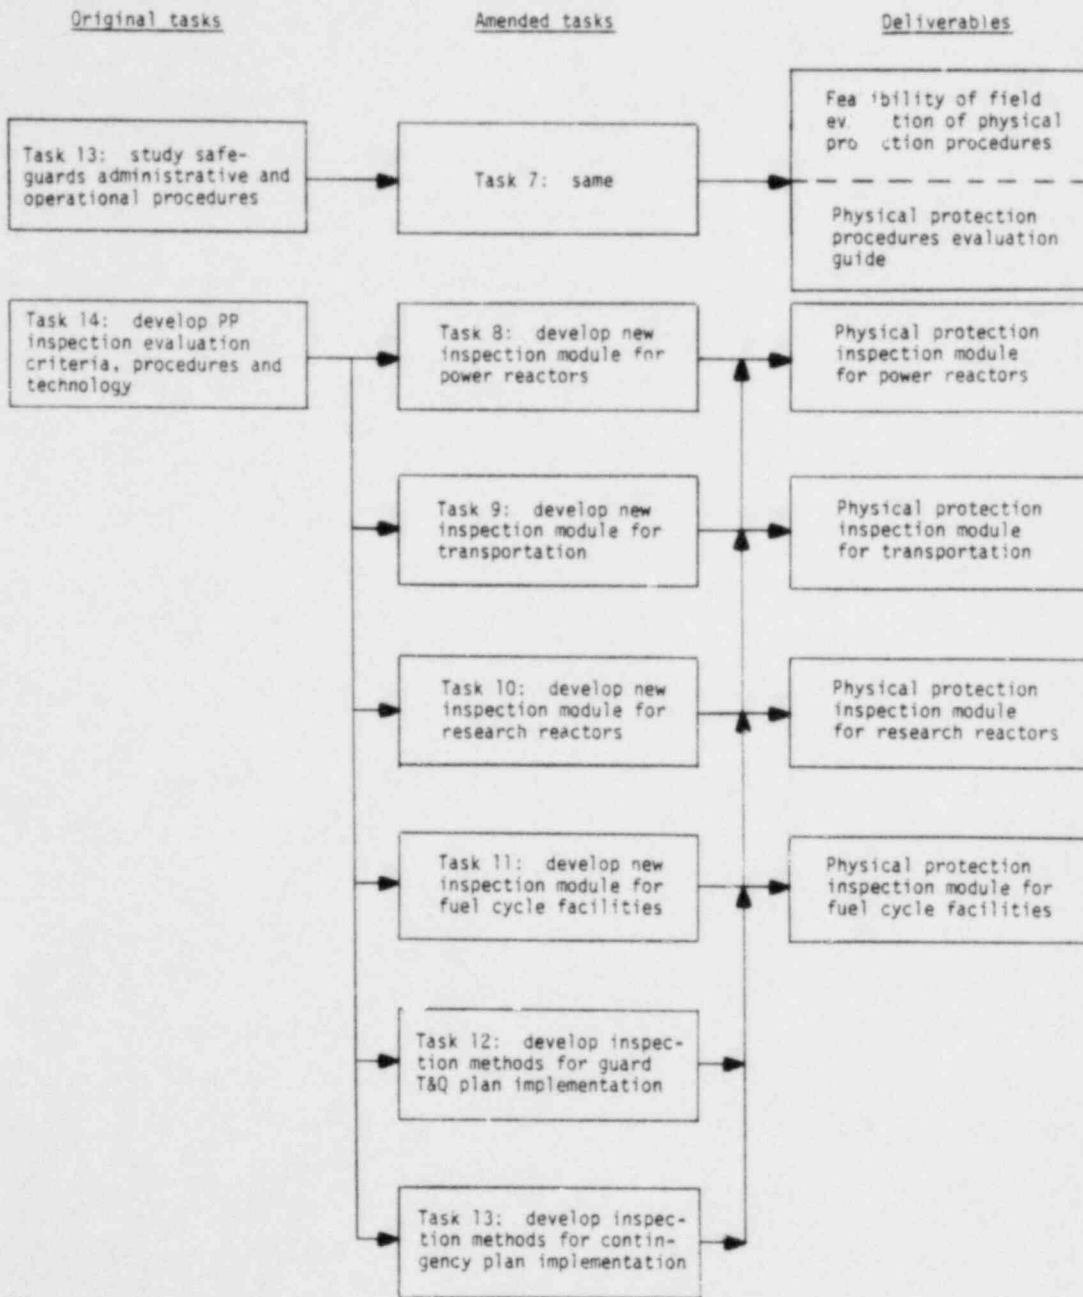 Original tasks
Amended tasks
Deliverables
Task 13: study safe-
guards administrative and
operational procedures
Task 7: same
of field
of physical
procedures
Physical protection
procedures evaluation
guide
Task 14: develop PP
inspection evaluation
criteria, procedures and
technology
Task 8: develop new
inspection module for
power reactors
Physical protection
inspection module
for power reactors
Task 9: develop new
inspection module for
transportation
Physical protection
inspection module
for transportation
Task 10: develop new
inspection module for
research reactors
Physical protection
inspection module
for research reactors
Task 11: develop new
inspection module for
fuel cycle facilities
Physical protection
inspection module for
fuel cycle facilities
Task 12: develop inspec-
tion methods for guard
T&Q plan implementation
Task 13: develop inspec-
tion methods for contin-
gency plan implementation